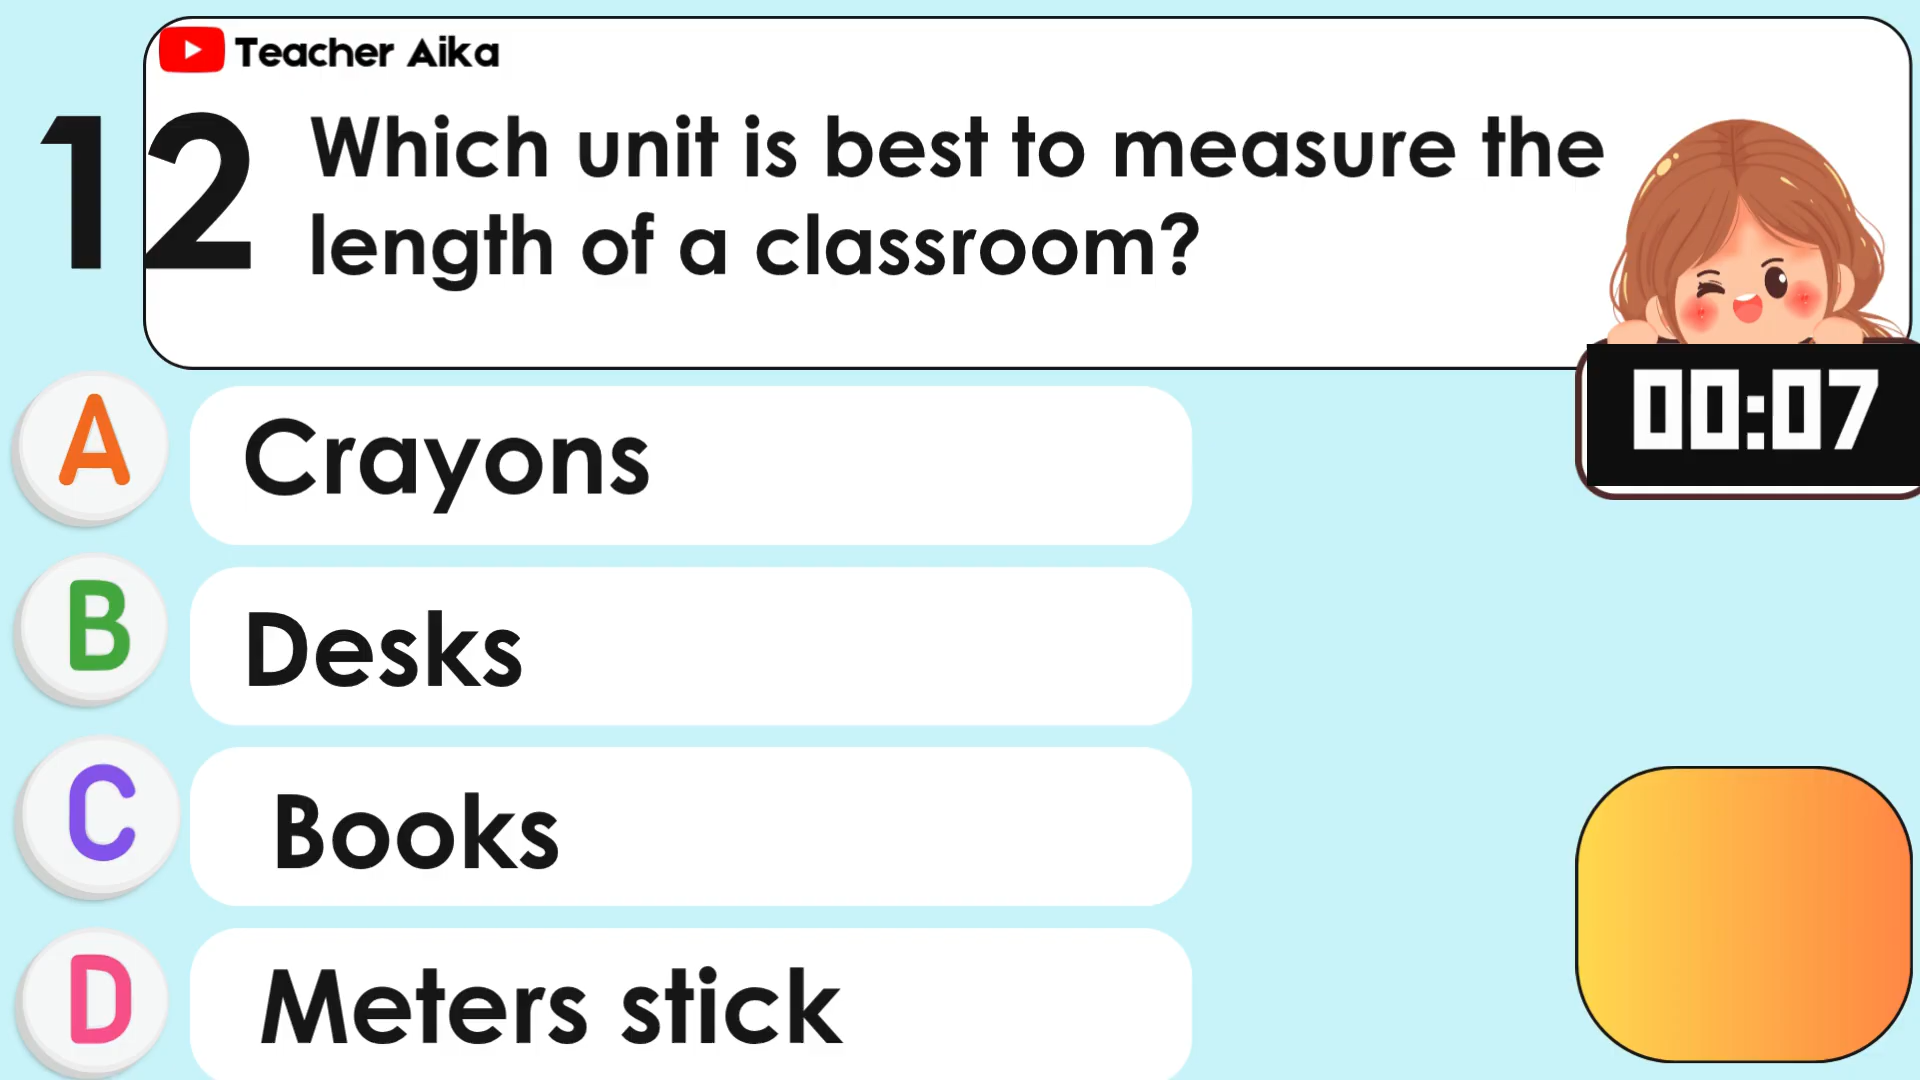 Teacher Aika
12
Which unit is best to measure the
length of a classroom?
00:07
A
Crayons
B
Desks
C
Books
D
Meters stick